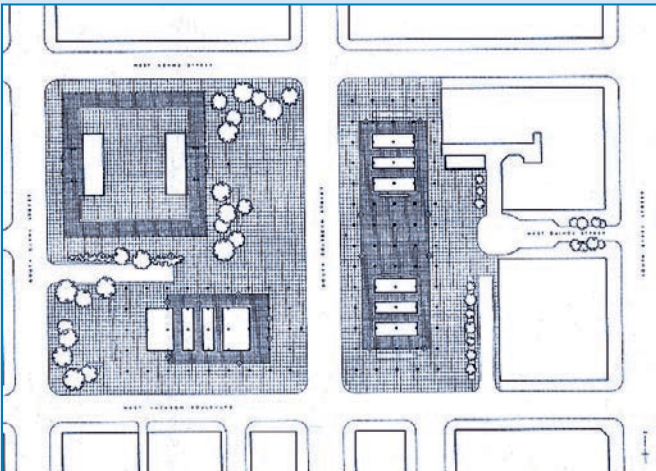 WEST ADAMS STREET
SOUTH CLARK STREET
SOUTH DEARBORN STREET
WEST QUINCY STREET
SOUTH STATE STREET
WEST JACKSON BOULEVARD